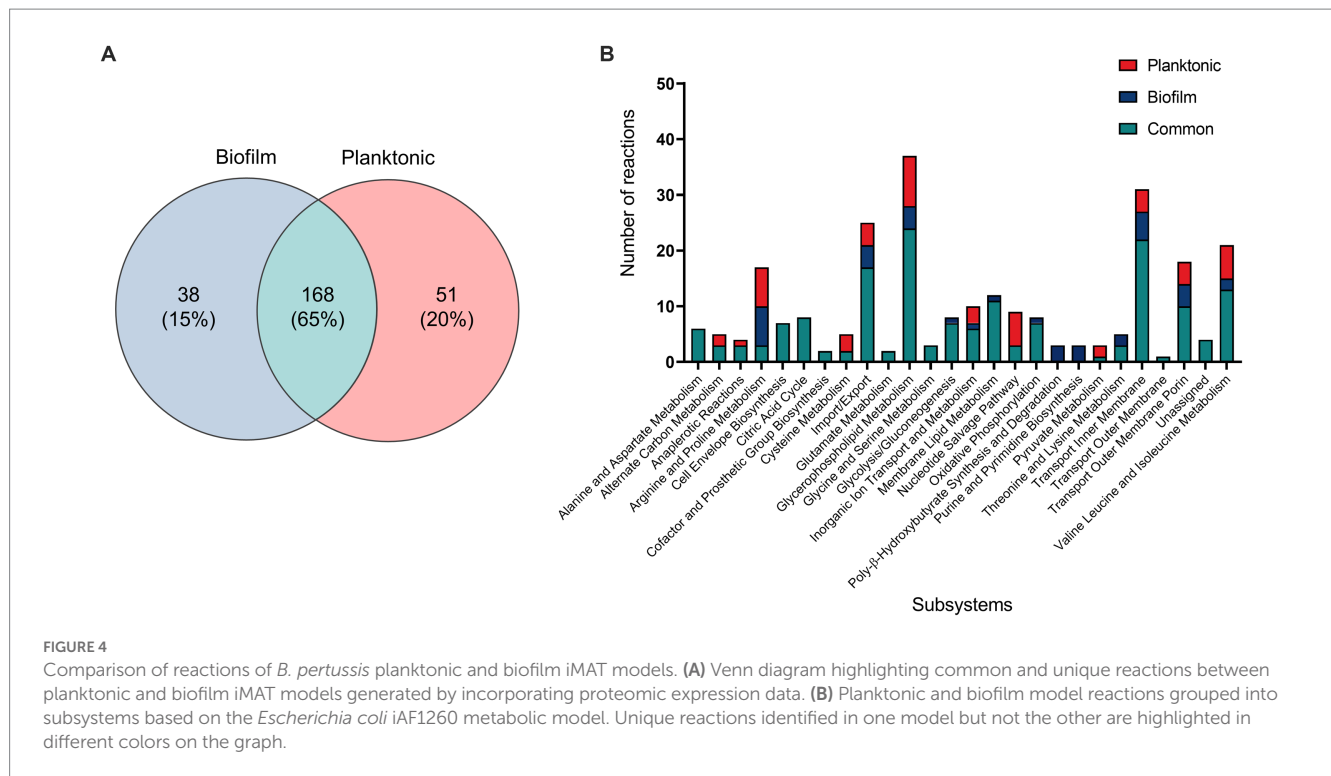 A
Biofilm
Planktonic
38
(15%)
168
(65%)
51
(20%)
B
Planktonic
Biofilm
Common
Number of reactions
50
40
30
20
10
0
Alanine and Aspartate Metabolism
Alternate Carbon Metabolism
Anaplerotic Reactions
Arginine and Proline Metabolism
Cell Envelope Biosynthesis
Citric Acid Cycle
Cofactor and Prosthetic Group Biosynthesis
Cysteine Metabolism
Import/Export
Glutamate Metabolism
Glycerophospholipid Metabolism
Glycine and Serine Metabolism
Glycolysis/Gluconeogenesis
Inorganic Ion Transport and Metabolism
Membrane Lipid Metabolism
Nucleotide Salvage Pathway
Oxidative Phosphorylation
Poly-β-Hydroxybutyrate Synthesis and Degradation
Purine and Pyrimidine Biosynthesis
Pyruvate Metabolism
Threonine and Lysine Metabolism
Transport Inner Membrane
Transport Outer Membrane
Transport Outer Membrane Porin
Unassigned
Valine Leucine and Isoleucine Metabolism
Subsystems
FIGURE 4
Comparison of reactions of B. pertussis planktonic and biofilm iMAT models. (A) Venn diagram highlighting common and unique reactions between
planktonic and biofilm iMAT models generated by incorporating proteomic expression data. (B) Planktonic and biofilm model reactions grouped into
subsystems based on the Escherichia coli iAF1260 metabolic model. Unique reactions identified in one model but not the other are highlighted in
different colors on the graph.